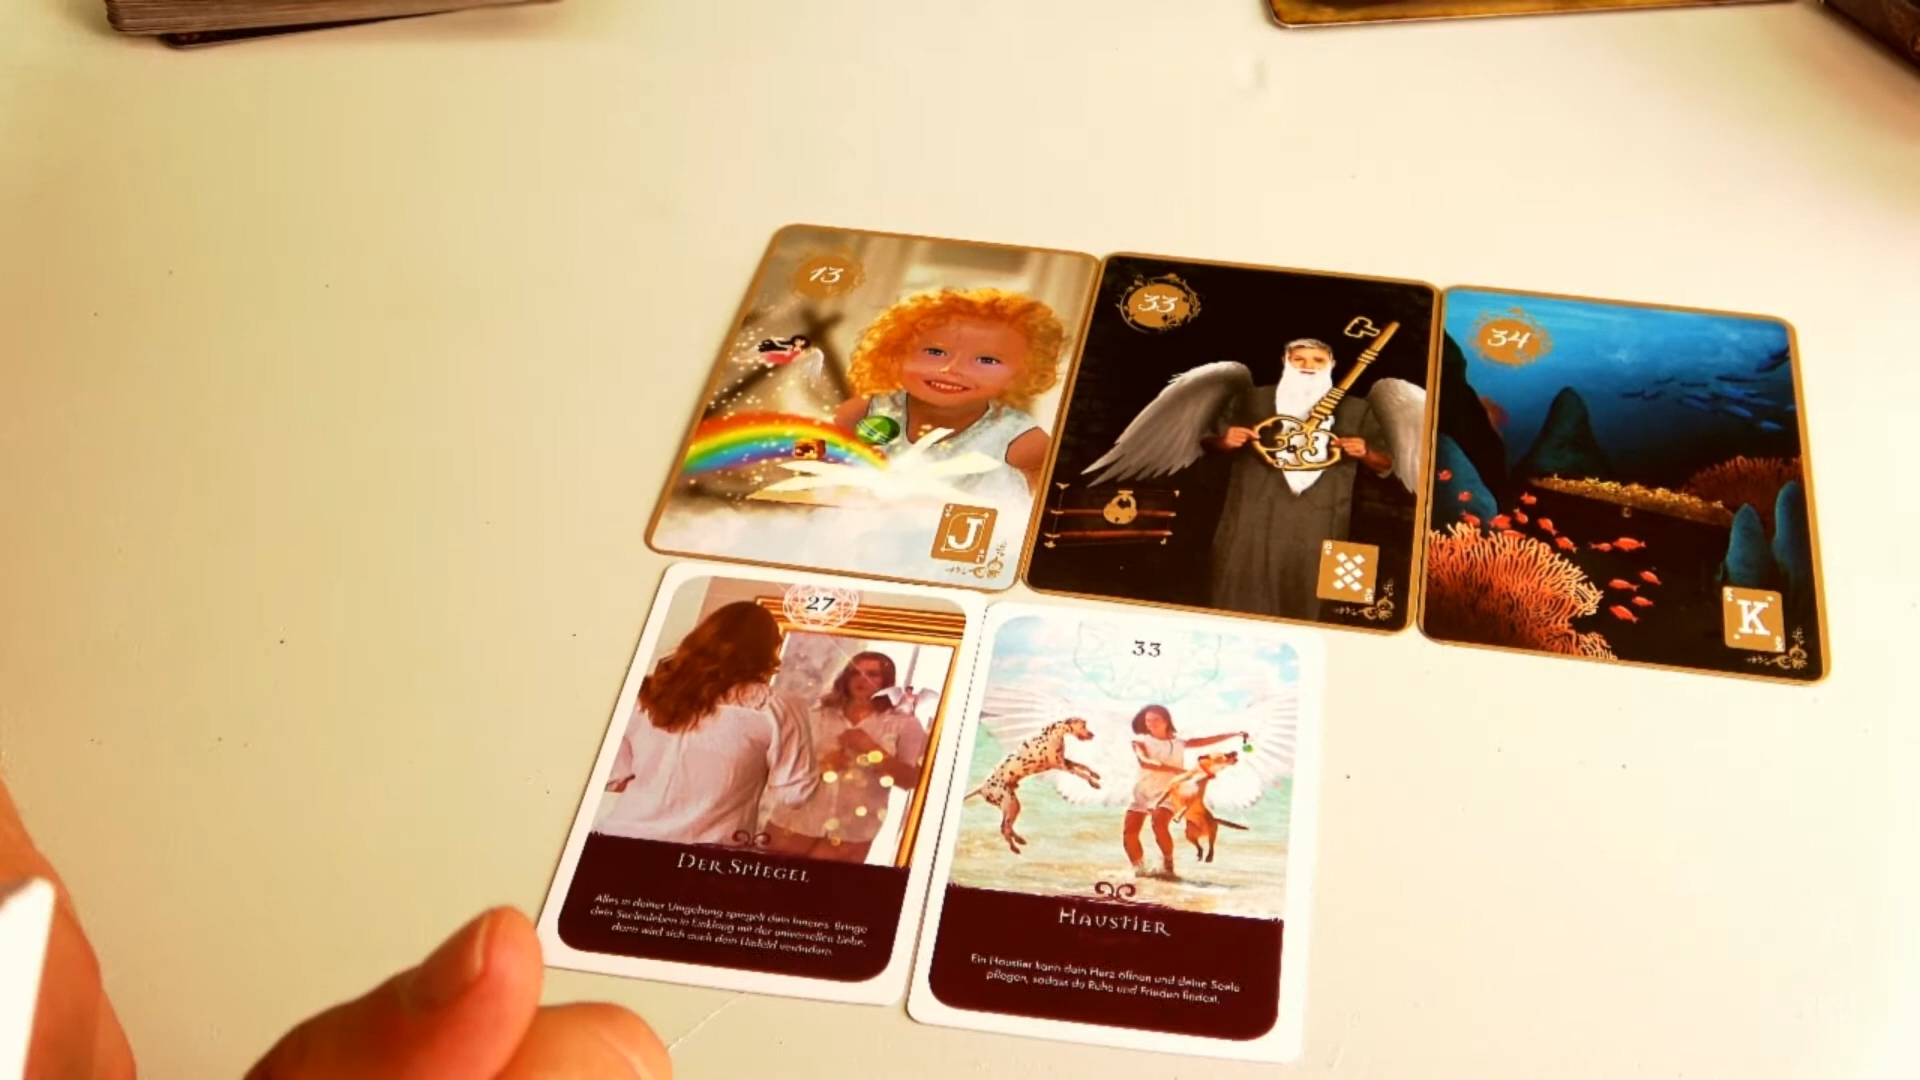 13
33
34
J
K
27
33
DER SPIEGEL
Alles in deiner Umgebung spiegelt dein Inneres. Bringe
dein Seelenleben in Einklang mit der universellen Liebe,
dann wird sich auch dein Umfeld verändern.
HAUSTIER
Ein Haustier kann dein Herz öffnen und deine Seele
pflegen, sodass du Ruhe und Frieden findest.